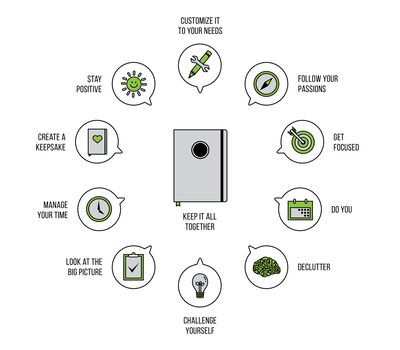 CUSTOMIZE IT
TO YOUR NEEDS
STAY
POSITIVE
FOLLOW YOUR
PASSIONS
CREATE A
KEEPSAKE
GET
FOCUSED
MANAGE
YOUR TIME
DO YOU
KEEP IT ALL
TOGETHER
LOOK AT THE
BIG PICTURE
DECLUTTER
CHALLENGE
YOURSELF